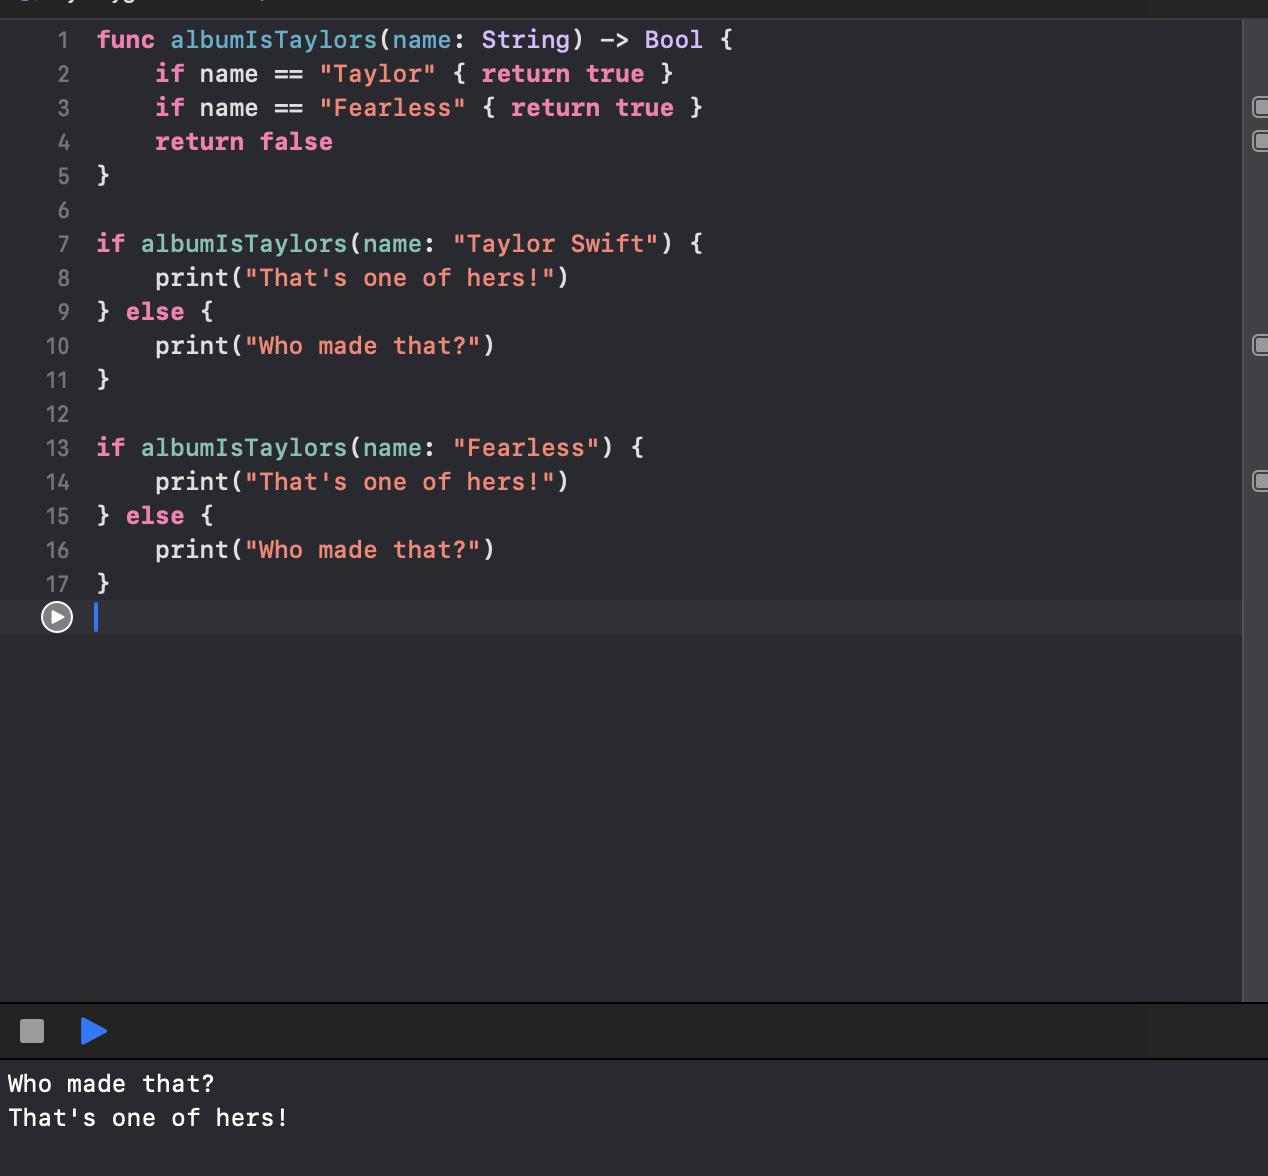 1 func albumIsTaylors(name: String) -> Bool {
2     if name == "Taylor" { return true }
3     if name == "Fearless" { return true }
4     return false
5 }
6
7 if albumIsTaylors(name: "Taylor Swift") {
8     print("That's one of hers!")
9 } else {
10     print("Who made that?")
11 }
12
13 if albumIsTaylors(name: "Fearless") {
14     print("That's one of hers!")
15 } else {
16     print("Who made that?")
17 }
Who made that?
That's one of hers!